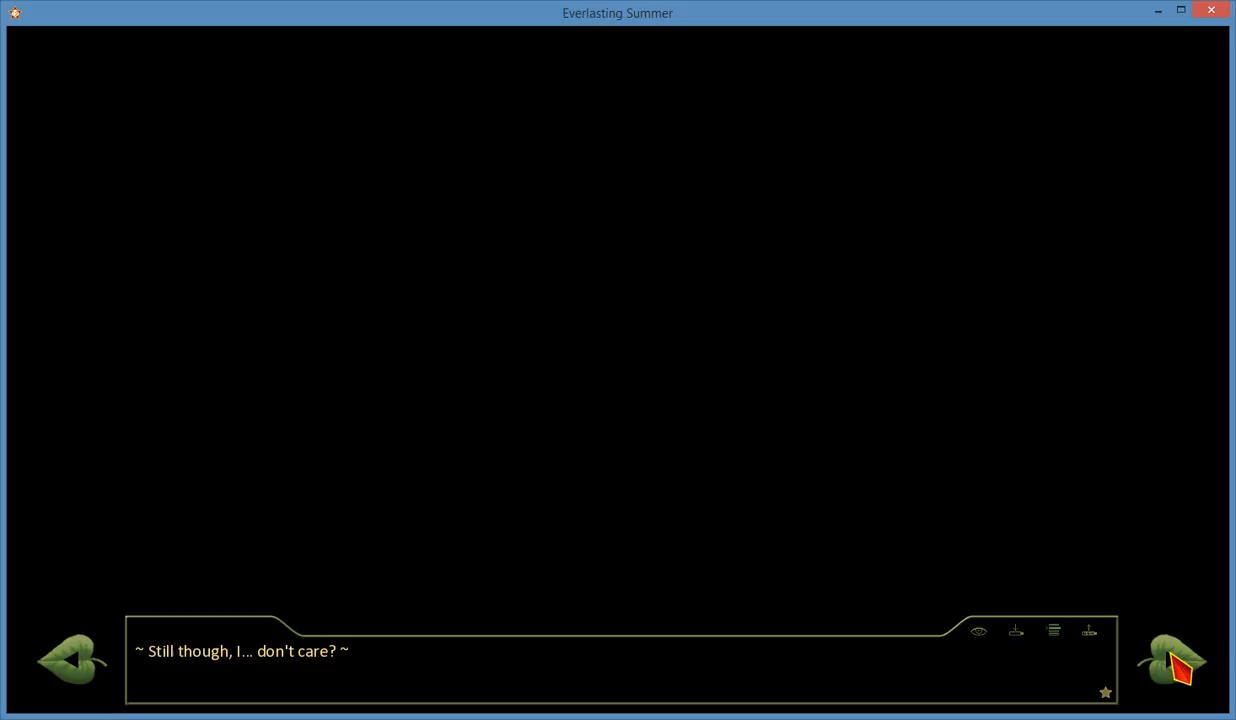 Everlasting Summer
~ Still though, I... don't care? ~